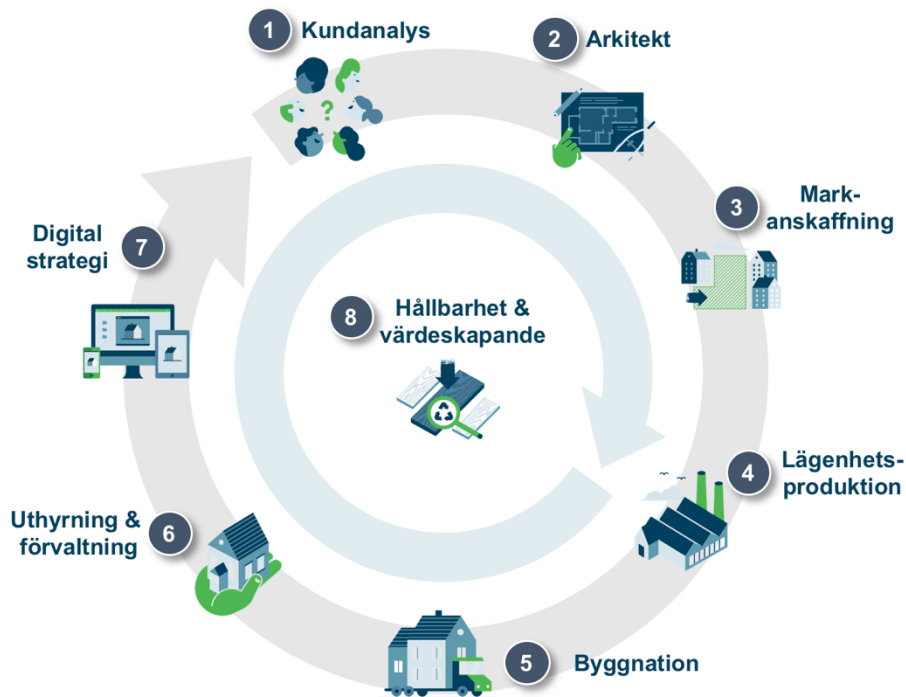 1 Kundanalys
2 Arkitekt
3 Mark-
anskaffning
4 Lägenhets-
produktion
5 Byggnation
6 Uthyrning &
förvaltning
7 Digital
strategi
8 Hållbarhet &
värdeskapande
?